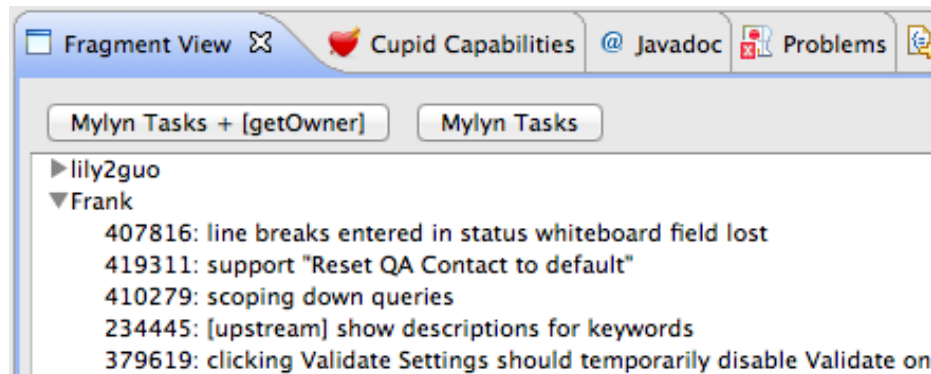 Fragment View Cupid Capabilities @ Javadoc Problems
Mylyn Tasks + [getOwner] Mylyn Tasks
lily2guo
Frank
407816: line breaks entered in status whiteboard field lost
419311: support "Reset QA Contact to default"
410279: scoping down queries
234445: [upstream] show descriptions for keywords
379619: clicking Validate Settings should temporarily disable Validate on